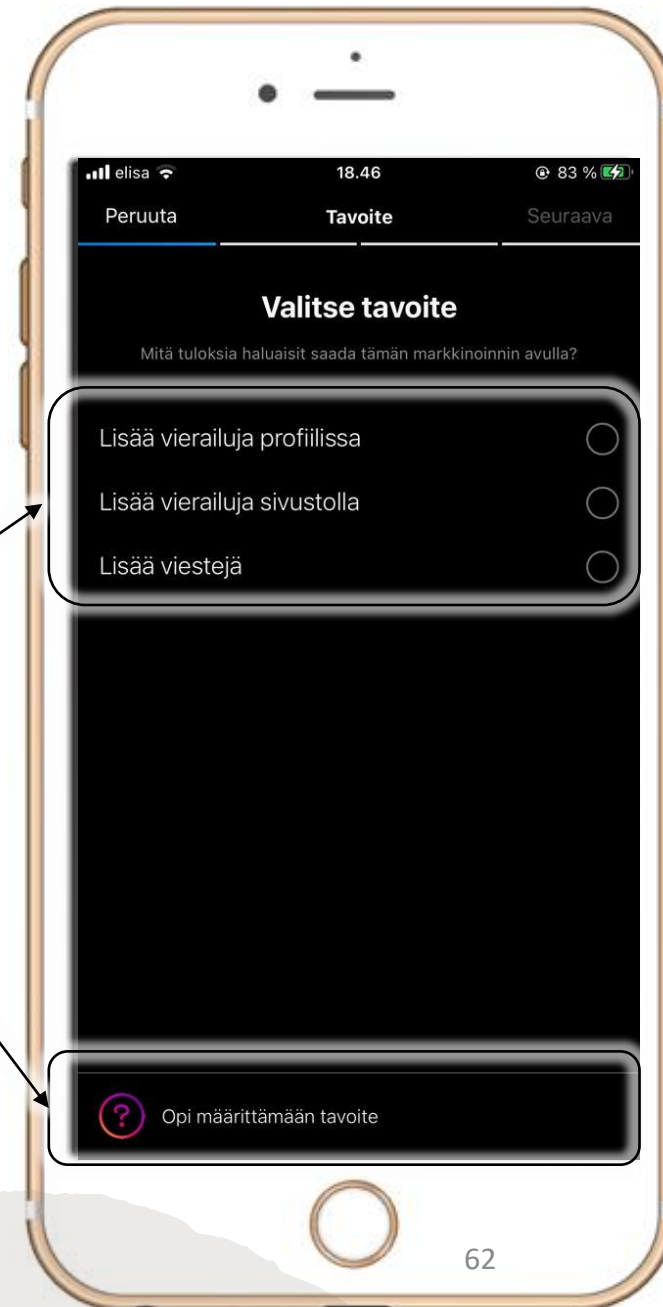 elisa 18.46 83 %
Peruuta Tavoite Seuraava
Valitse tavoite
Mitä tuloksia haluaisit saada tämän markkinoinnin avulla?
Lisää vierailuja profiilissa
Lisää vierailuja sivustolla
Lisää viestejä
? Opi määrittämään tavoite
62